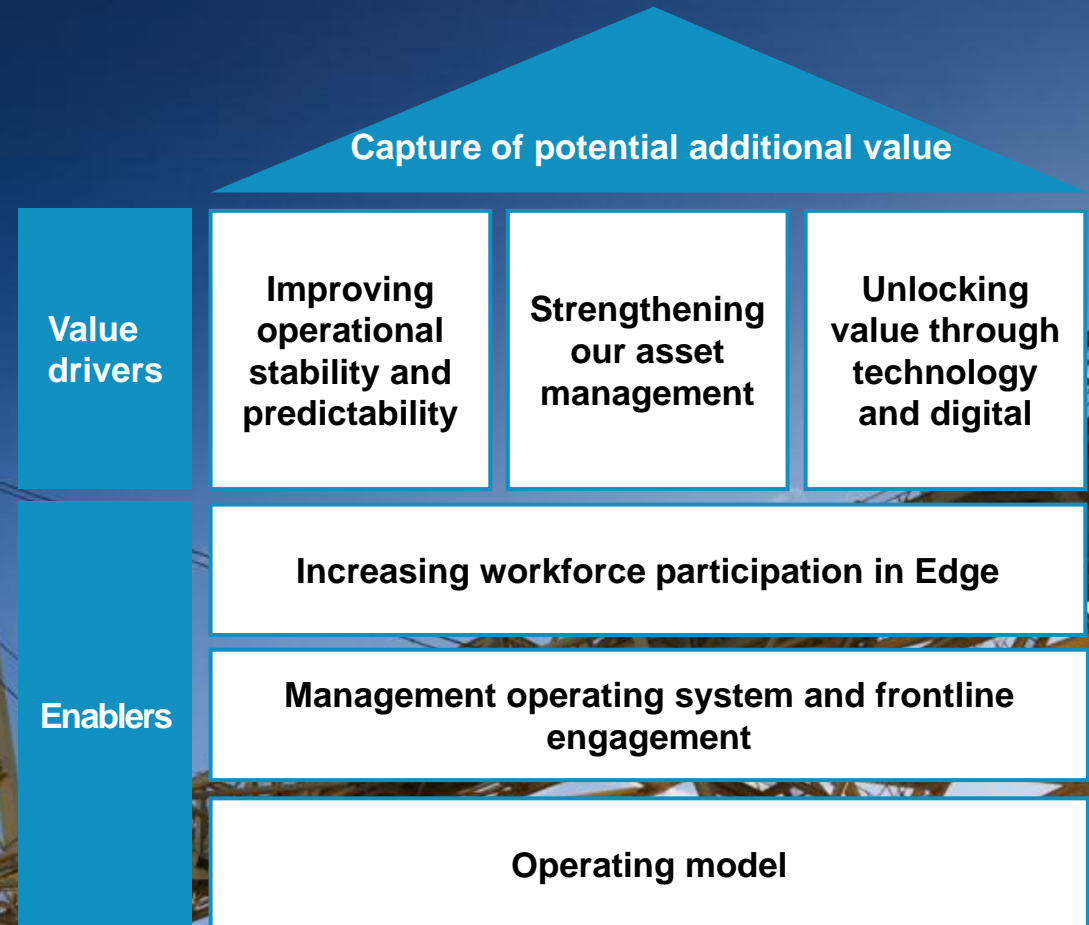 Capture of potential additional value
Value
drivers
Improving
operational
stability and
predictability
Strengthening
our asset
management
Unlocking
value through
technology
and digital
Enablers
Increasing workforce participation in Edge
Management operating system and frontline
engagement
Operating model